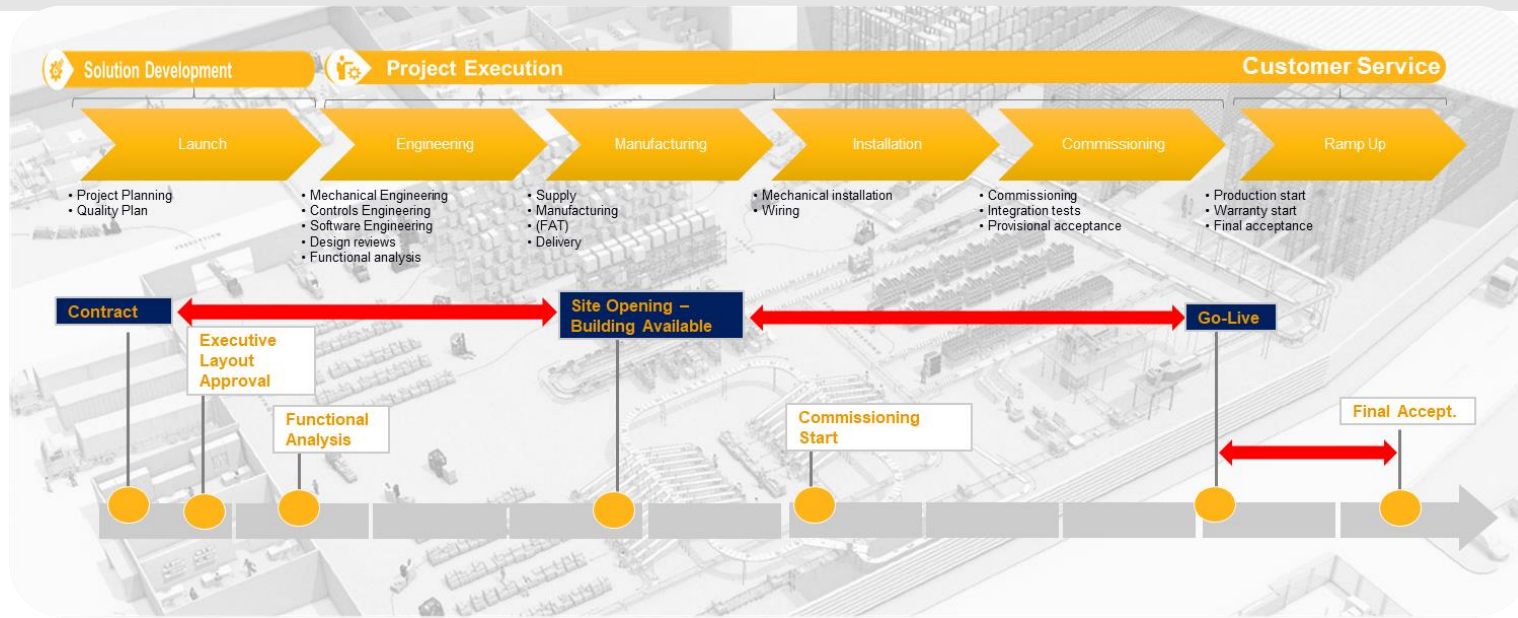 Solution Development
Project Execution
Customer Service
Launch
Engineering
Manufacturing
Installation
Commissioning
Ramp Up
• Project Planning
• Quality Plan
• Mechanical Engineering
• Controls Engineering
• Software Engineering
• Design reviews
• Functional analysis
• Supply
• Manufacturing
• (FAT)
• Delivery
• Mechanical installation
• Wiring
• Commissioning
• Integration tests
• Provisional acceptance
• Production start
• Warranty start
• Final acceptance
Contract
Executive
Layout
Approval
Functional
Analysis
Site Opening –
Building Available
Commissioning
Start
Go-Live
Final Accept.